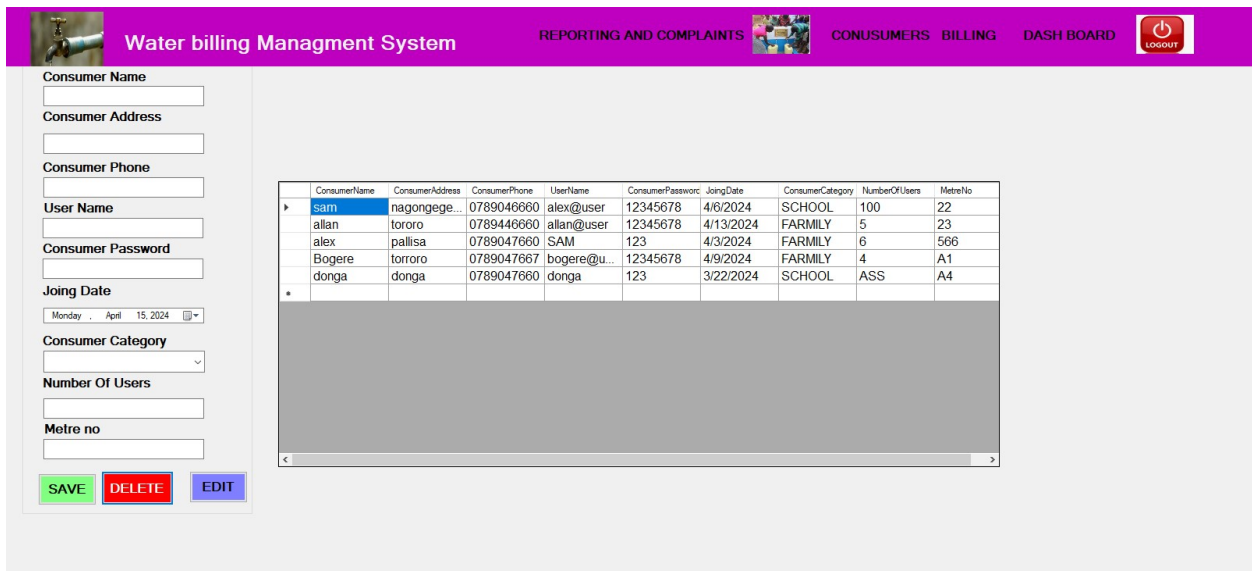 Water billing Managment System
REPORTING AND COMPLAINTS
CONUSUMERS
BILLING
DASH BOARD
LOGOUT
Consumer Name
Consumer Address
Consumer Phone
User Name
Consumer Password
Joing Date
Monday , April 15, 2024
Consumer Category
Number Of Users
Metre no
SAVE DELETE EDIT
ConsumerName ConsumerAddress ConsumerPhone UserName ConsumerPassword JoingDate ConsumerCategory NumberOfUsers MetreNo
sam nagongege... 0789046660 alex@user 12345678 4/6/2024 SCHOOL 100 22
allan tororo 0789446660 allan@user 12345678 4/13/2024 FARMILY 5 23
alex pallisa 0789047660 SAM 123 4/3/2024 FARMILY 6 566
Bogere torroro 0789047667 bogere@u... 12345678 4/9/2024 FARMILY 4 A1
donga donga 0789047660 donga 123 3/22/2024 SCHOOL ASS A4